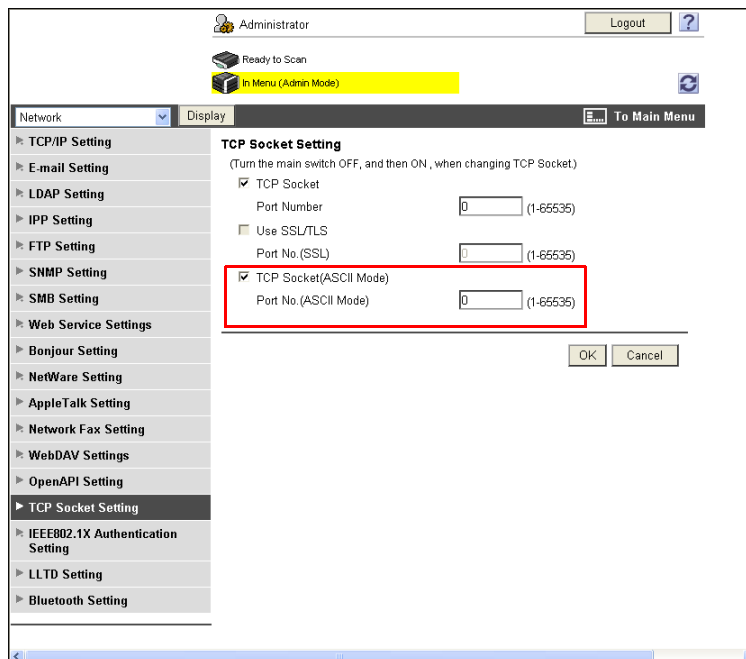 Administrator
Logout
?
Ready to Scan
In Menu (Admin Mode)
Network
Display
To Main Menu
TCP/IP Setting
E-mail Setting
LDAP Setting
IPP Setting
FTP Setting
SNMP Setting
SMB Setting
Web Service Settings
Bonjour Setting
NetWare Setting
AppleTalk Setting
Network Fax Setting
WebDAV Settings
OpenAPI Setting
TCP Socket Setting
IEEE802.1X Authentication
Setting
LLTD Setting
Bluetooth Setting
TCP Socket Setting
(Turn the main switch OFF, and then ON , when changing TCP Socket.)
TCP Socket
Port Number 0 (1-65535)
Use SSL/TLS
Port No.(SSL) 0 (1-65535)
TCP Socket(ASCII Mode)
Port No.(ASCII Mode) 0 (1-65535)
OK Cancel